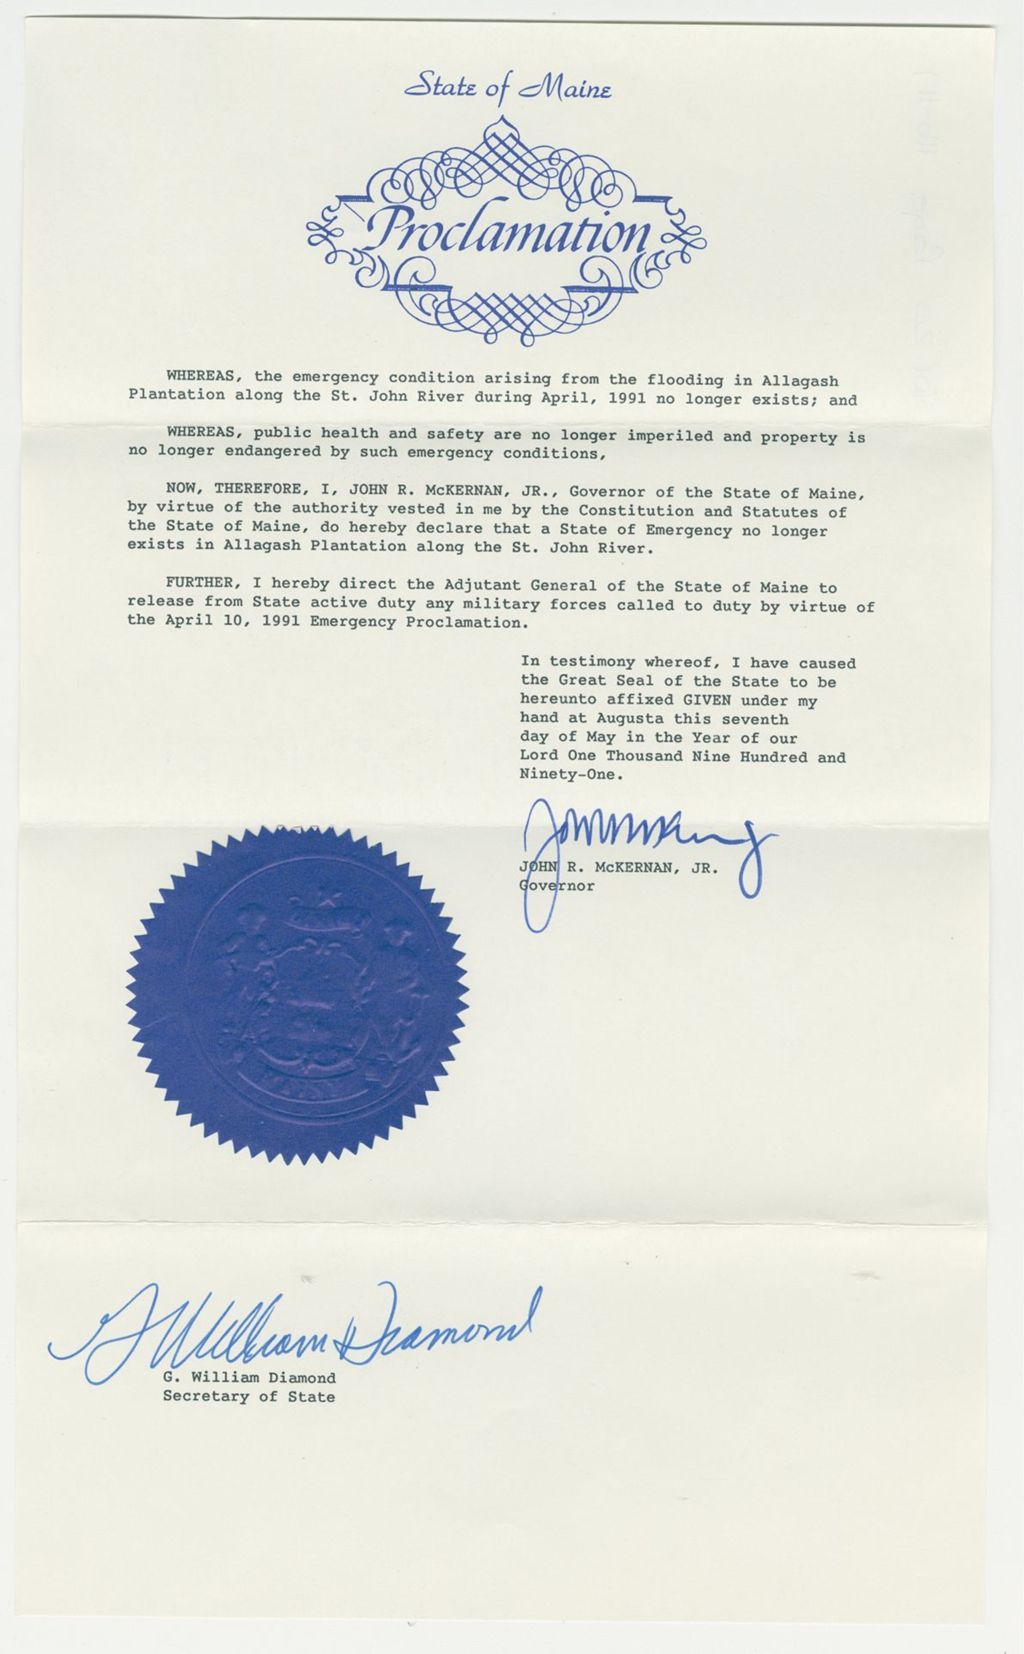 State of Maine
Proclamation
WHEREAS, the emergency condition arising from the flooding in Allagash
Plantation along the St. John River during April, 1991 no longer exists; and
WHEREAS, public health and safety are no longer imperiled and property is
no longer endangered by such emergency conditions,
NOW, THEREFORE, I, JOHN R. McKERNAN, JR., Governor of the State of Maine,
by virtue of the authority vested in me by the Constitution and Statutes of
the State of Maine, do hereby declare that a State of Emergency no longer
exists in Allagash Plantation along the St. John River.
FURTHER, I hereby direct the Adjutant General of the State of Maine to
release from State active duty any military forces called to duty by virtue of
the April 10, 1991 Emergency Proclamation.
In testimony whereof, I have caused
the Great Seal of the State to be
hereunto affixed GIVEN under my
hand at Augusta this seventh
day of May in the Year of our
Lord One Thousand Nine Hundred and
Ninety-One.
JOHN R. McKERNAN, JR.
Governor
G William Diamond
G. William Diamond
Secretary of State